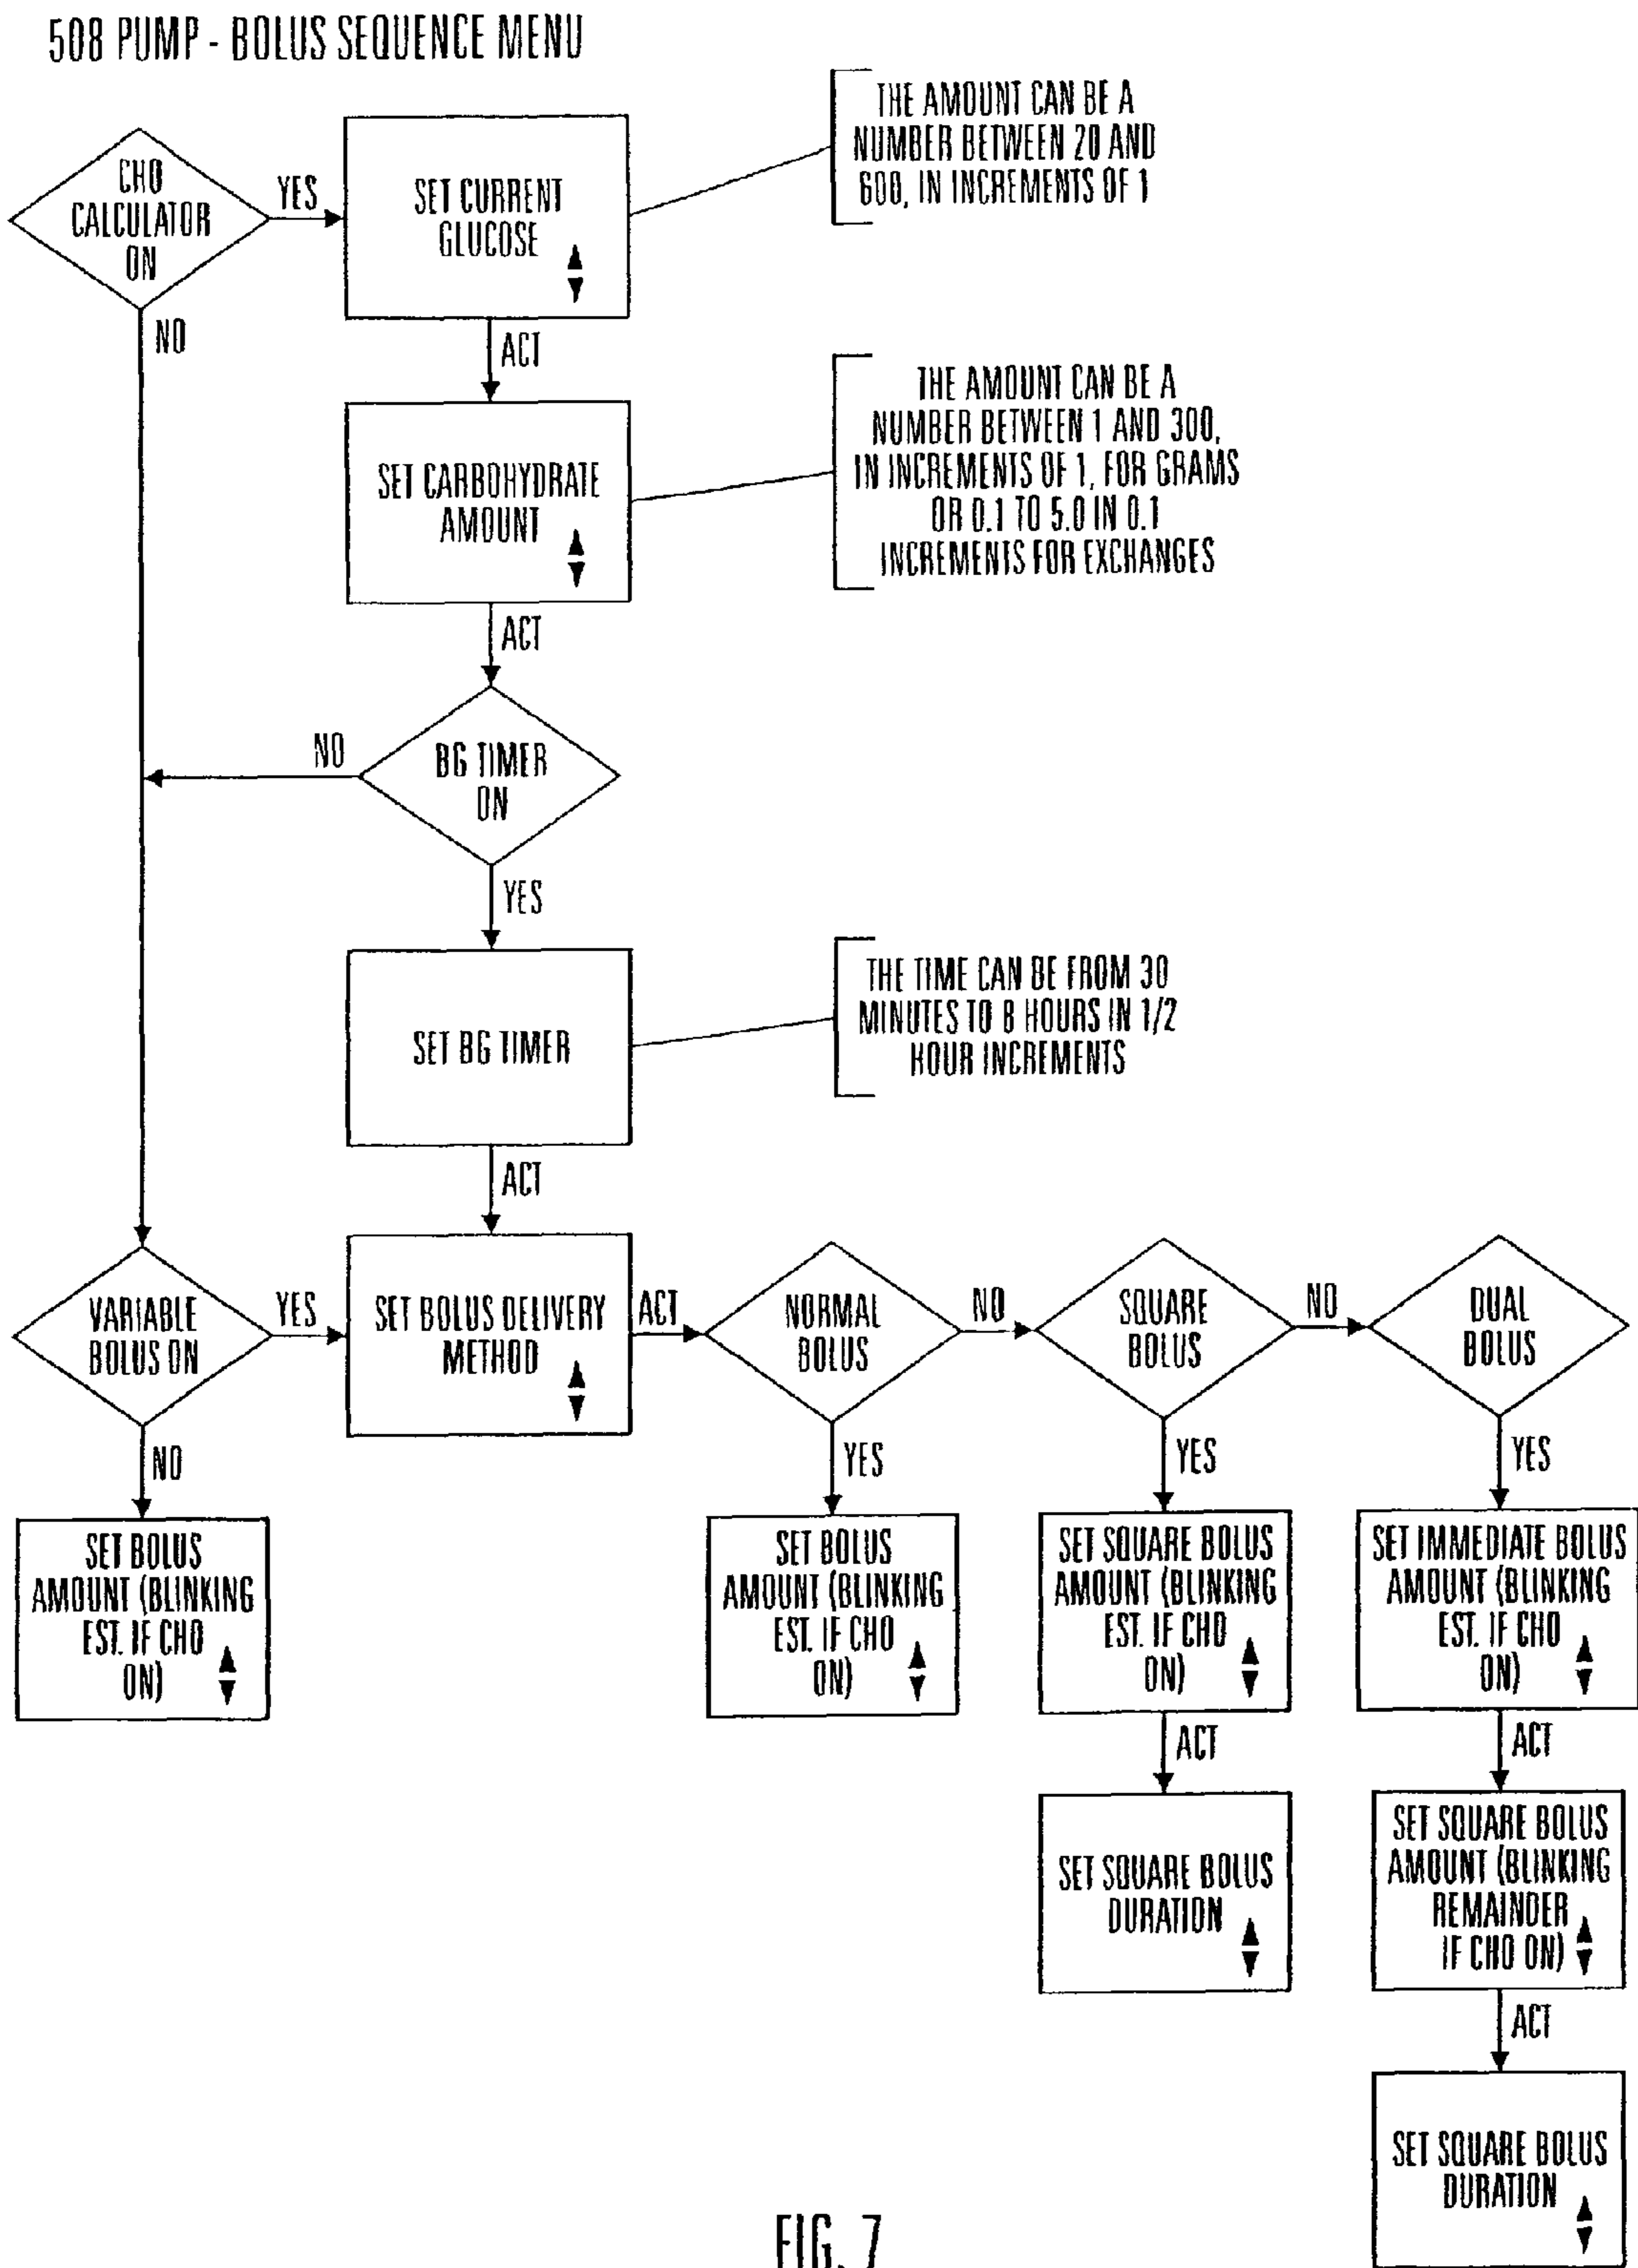 508 PUMP - BOLUS SEQUENCE MENU
CHO
CALCULATOR
ON
YES
NO
SET CURRENT
GLUCOSE
THE AMOUNT CAN BE A
NUMBER BETWEEN 20 AND
600, IN INCREMENTS OF 1
ACT
SET CARBOHYDRATE
AMOUNT
THE AMOUNT CAN BE A
NUMBER BETWEEN 1 AND 300,
IN INCREMENTS OF 1, FOR GRAMS
OR 0.1 TO 5.0 IN 0.1
INCREMENTS FOR EXCHANGES
ACT
NO
BG TIMER
ON
YES
SET BG TIMER
THE TIME CAN BE FROM 30
MINUTES TO 8 HOURS IN 1/2
HOUR INCREMENTS
ACT
VARIABLE
BOLUS ON
YES
SET BOLUS DELIVERY
METHOD
ACT
NORMAL
BOLUS
NO
SQUARE
BOLUS
NO
DUAL
BOLUS
NO
YES
YES
YES
SET BOLUS
AMOUNT (BLINKING
EST. IF CHO
ON)
SET BOLUS
AMOUNT (BLINKING
EST. IF CHO
ON)
SET SQUARE BOLUS
AMOUNT (BLINKING
EST. IF CHO
ON)
SET IMMEDIATE BOLUS
AMOUNT (BLINKING
EST. IF CHO
ON)
ACT
ACT
SET SQUARE BOLUS
DURATION
SET SQUARE BOLUS
AMOUNT (BLINKING
REMAINDER
IF CHO ON)
ACT
SET SQUARE BOLUS
DURATION
FIG. 7